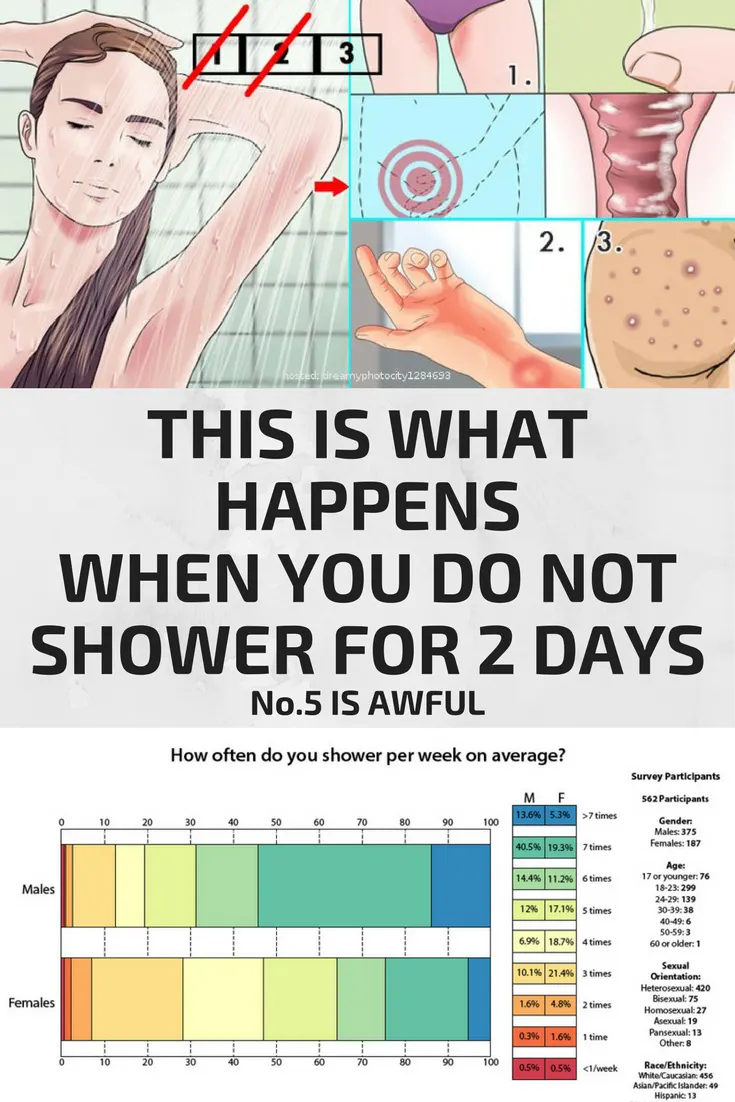 1 2 3
1.
2.
3.
hosted: dreamyphotocity1284693
THIS IS WHAT
HAPPENS
WHEN YOU DO NOT
SHOWER FOR 2 DAYS
No.5 IS AWFUL
How often do you shower per week on average?
0 10 20 30 40 50 60 70 80 90 100
Males
Females
0 10 20 30 40 50 60 70 80 90 100
M F
13.6% 5.3% >7 times
40.5% 19.3% 7 times
14.4% 11.2% 6 times
12% 17.1% 5 times
6.9% 18.7% 4 times
10.1% 21.4% 3 times
1.6% 4.8% 2 times
0.3% 1.6% 1 time
0.5% 0.5% <1/week
Survey Participants
562 Participants
Gender:
Males: 375
Females: 187
Age:
17 or younger: 76
18-23: 299
24-29: 139
30-39: 38
40-49: 6
50-59: 3
60 or older: 1
Sexual
Orientation:
Heterosexual: 420
Bisexual: 75
Homosexual: 27
Asexual: 19
Pansexual: 13
Other: 8
Race/Ethnicity:
White/Caucasian: 456
Asian/Pacific Islander: 49
Hispanic: 13